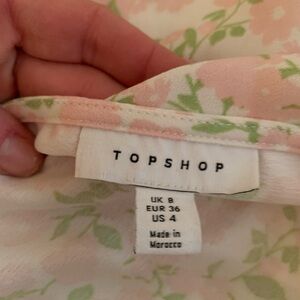 TOPSHOP
UK 8
EUR 36
US 4
Made in
Morocco